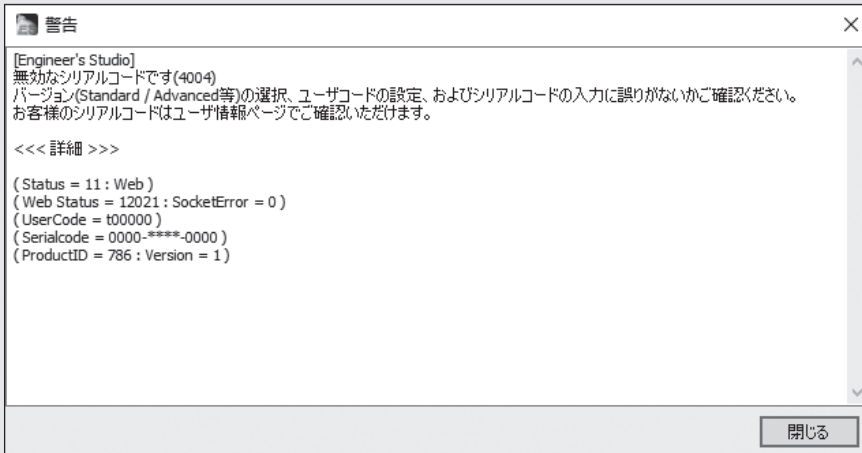 警告
[Engineer's Studio]
無効なシリアルコードです(4004)
バージョン(Standard / Advanced等)の選択、ユーザコードの設定、およびシリアルコードの入力に誤りがないかご確認ください。
お客様のシリアルコードはユーザ情報ページでご確認いただけます。
<<< 詳細 >>>
( Status = 11 : Web )
( Web Status = 12021 : SocketError = 0 )
( UserCode = t00000 )
( Serialcode = 0000-****-0000 )
( ProductID = 786 : Version = 1 )
閉じる